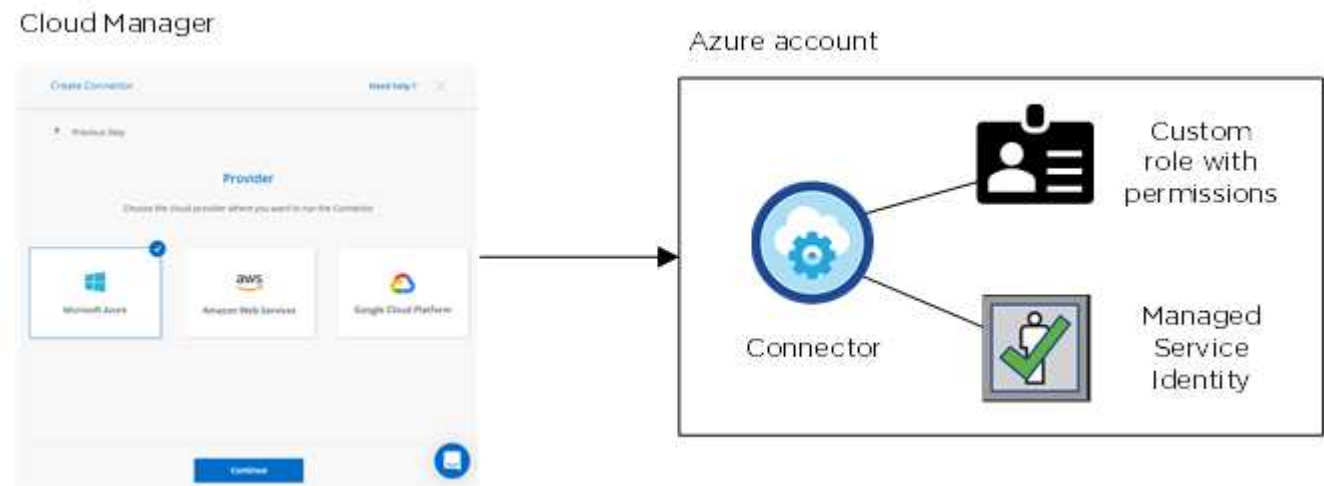 Cloud Manager
Create Connector
Need help?
Previous Step
Provider
Choose the cloud provider where you want to run the Connector
Microsoft Azure
aws
Amazon Web Services
Google Cloud Platform
Continue
Azure account
Connector
Custom
role with
permissions
Managed
Service
Identity